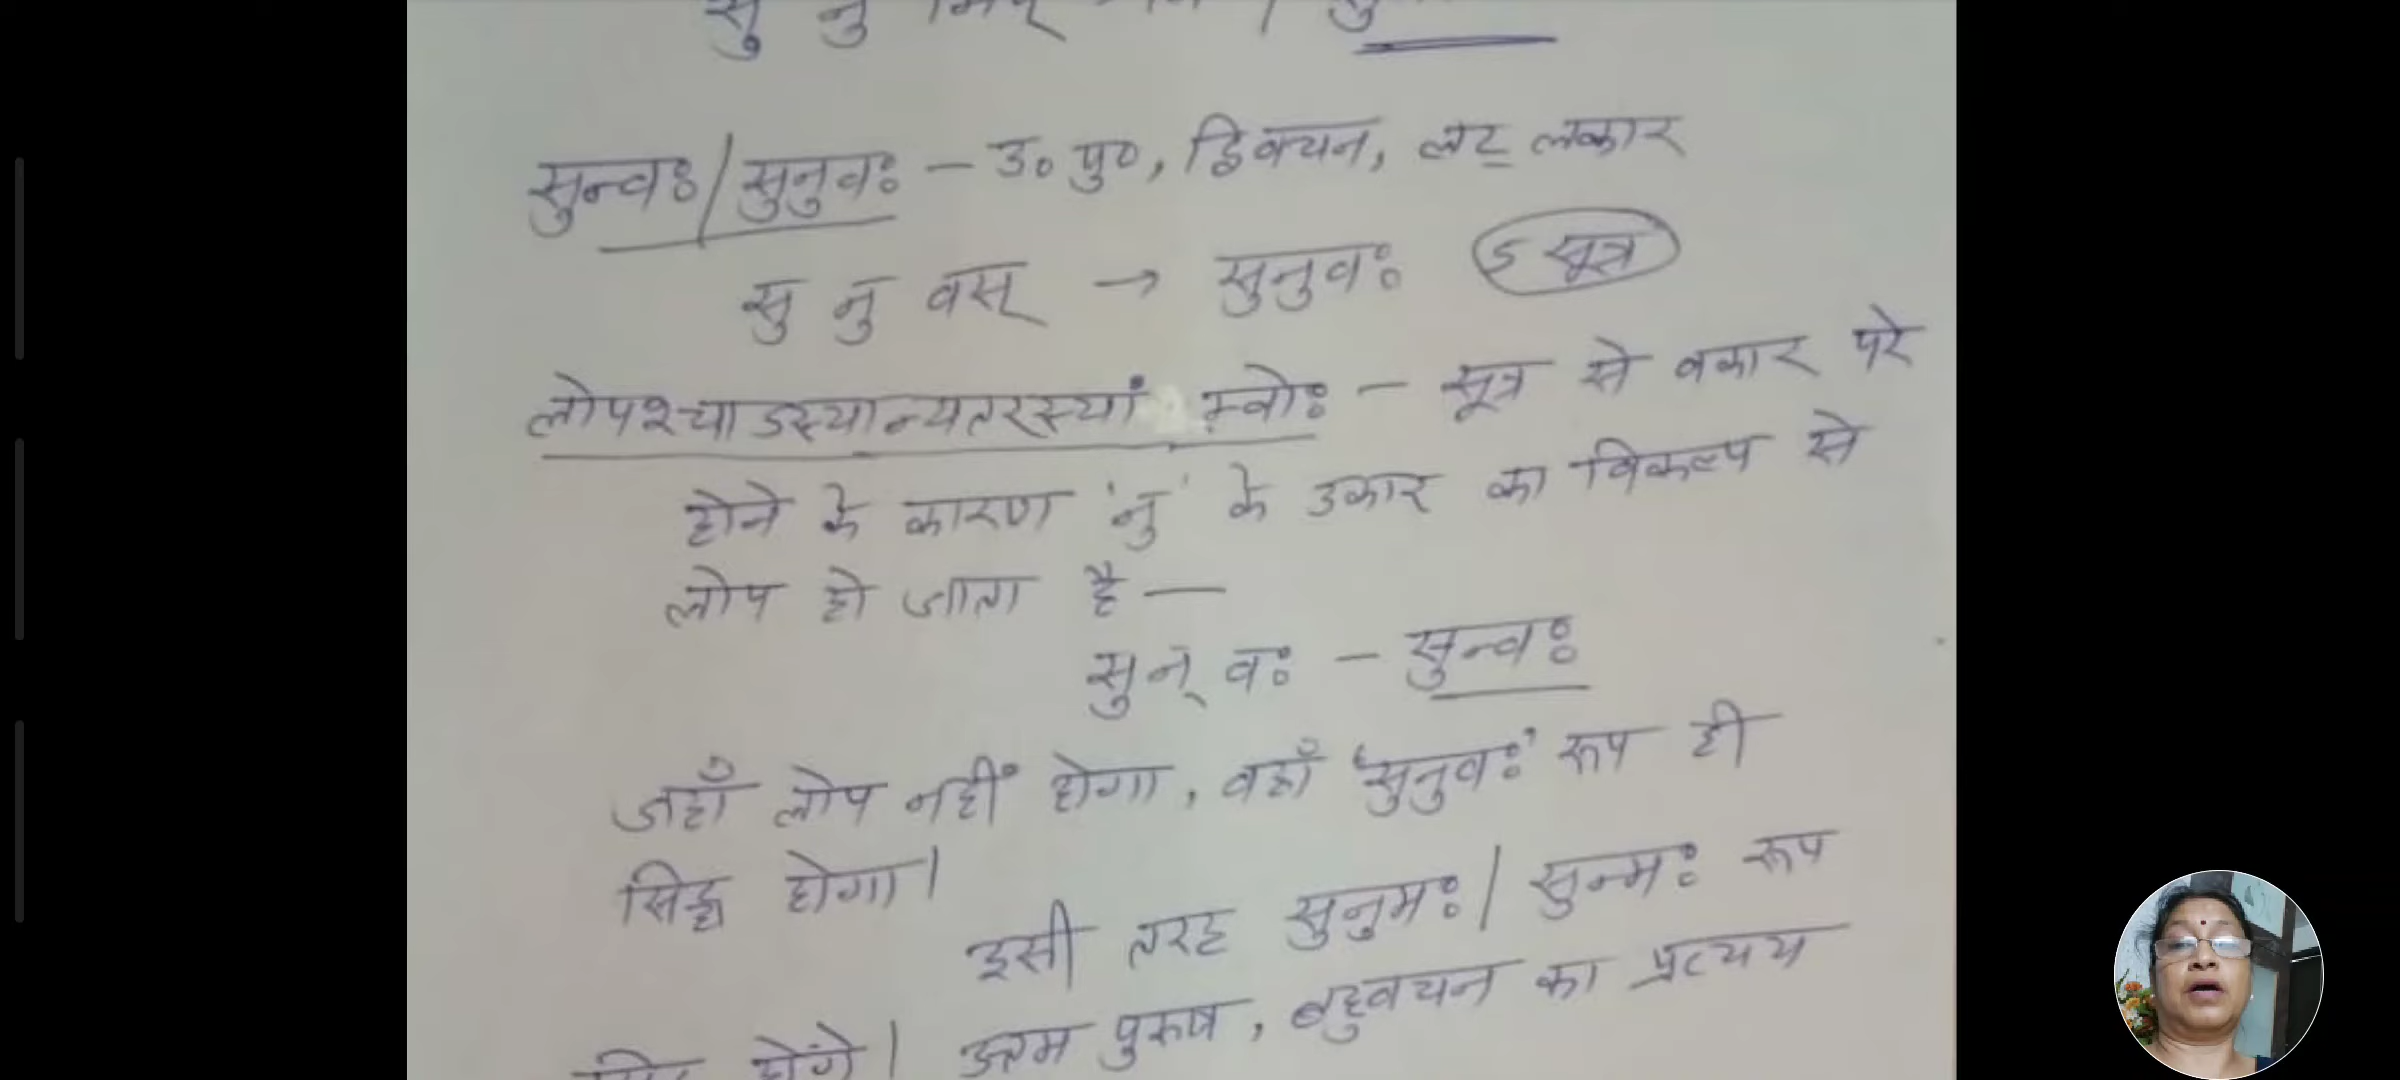 सु नु
सुन्वः / सुनुवः – उ० पु०, द्विवचन, लट् लकार
सु नु वस् → सुनुवः 5 सूत्र
लोपश्चाऽस्यान्यतरस्यां म्वोः – सूत्र से वकार परे
होने के कारण 'नु' के उकार का विकल्प से
लोप हो जाता है —
सुन् वः – सुन्वः
जहाँ लोप नहीं होगा, वहाँ 'सुनुवः' रूप ही
सिद्ध होगा।
इसी तरह सुनुमः / सुन्मः रूप
होंगे। उत्तम पुरुष, बहुवचन का प्रत्यय